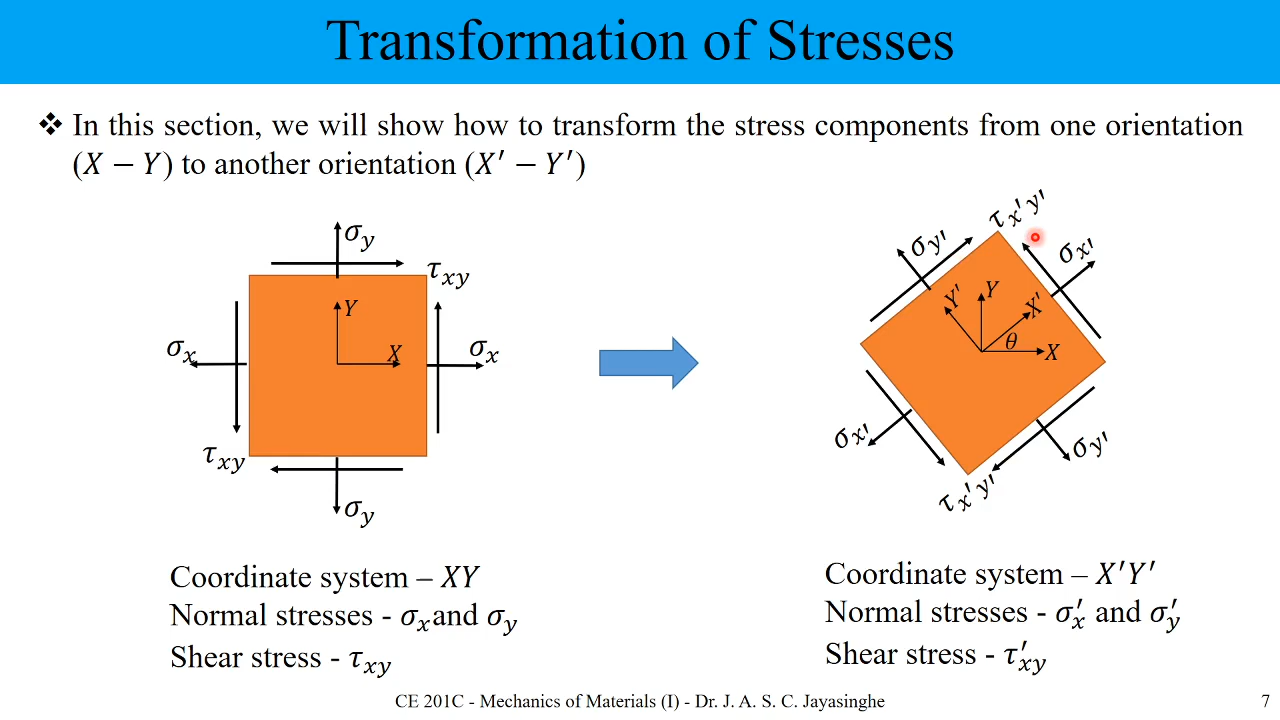 Transformation of Stresses
❖ In this section, we will show how to transform the stress components from one orientation
(X − Y) to another orientation (X′ − Y′)
σy
τxy
Y
X
σx
σx
τxy
σy
τx′y′
σy′
σx′
Y′
Y
X′
θ
X
σx′
σy′
τx′y′
Coordinate system – XY
Normal stresses - σxand σy
Shear stress - τxy
Coordinate system – X′Y′
Normal stresses - σ′x and σ′y
Shear stress - τ′xy
CE 201C - Mechanics of Materials (I) - Dr. J. A. S. C. Jayasinghe
7